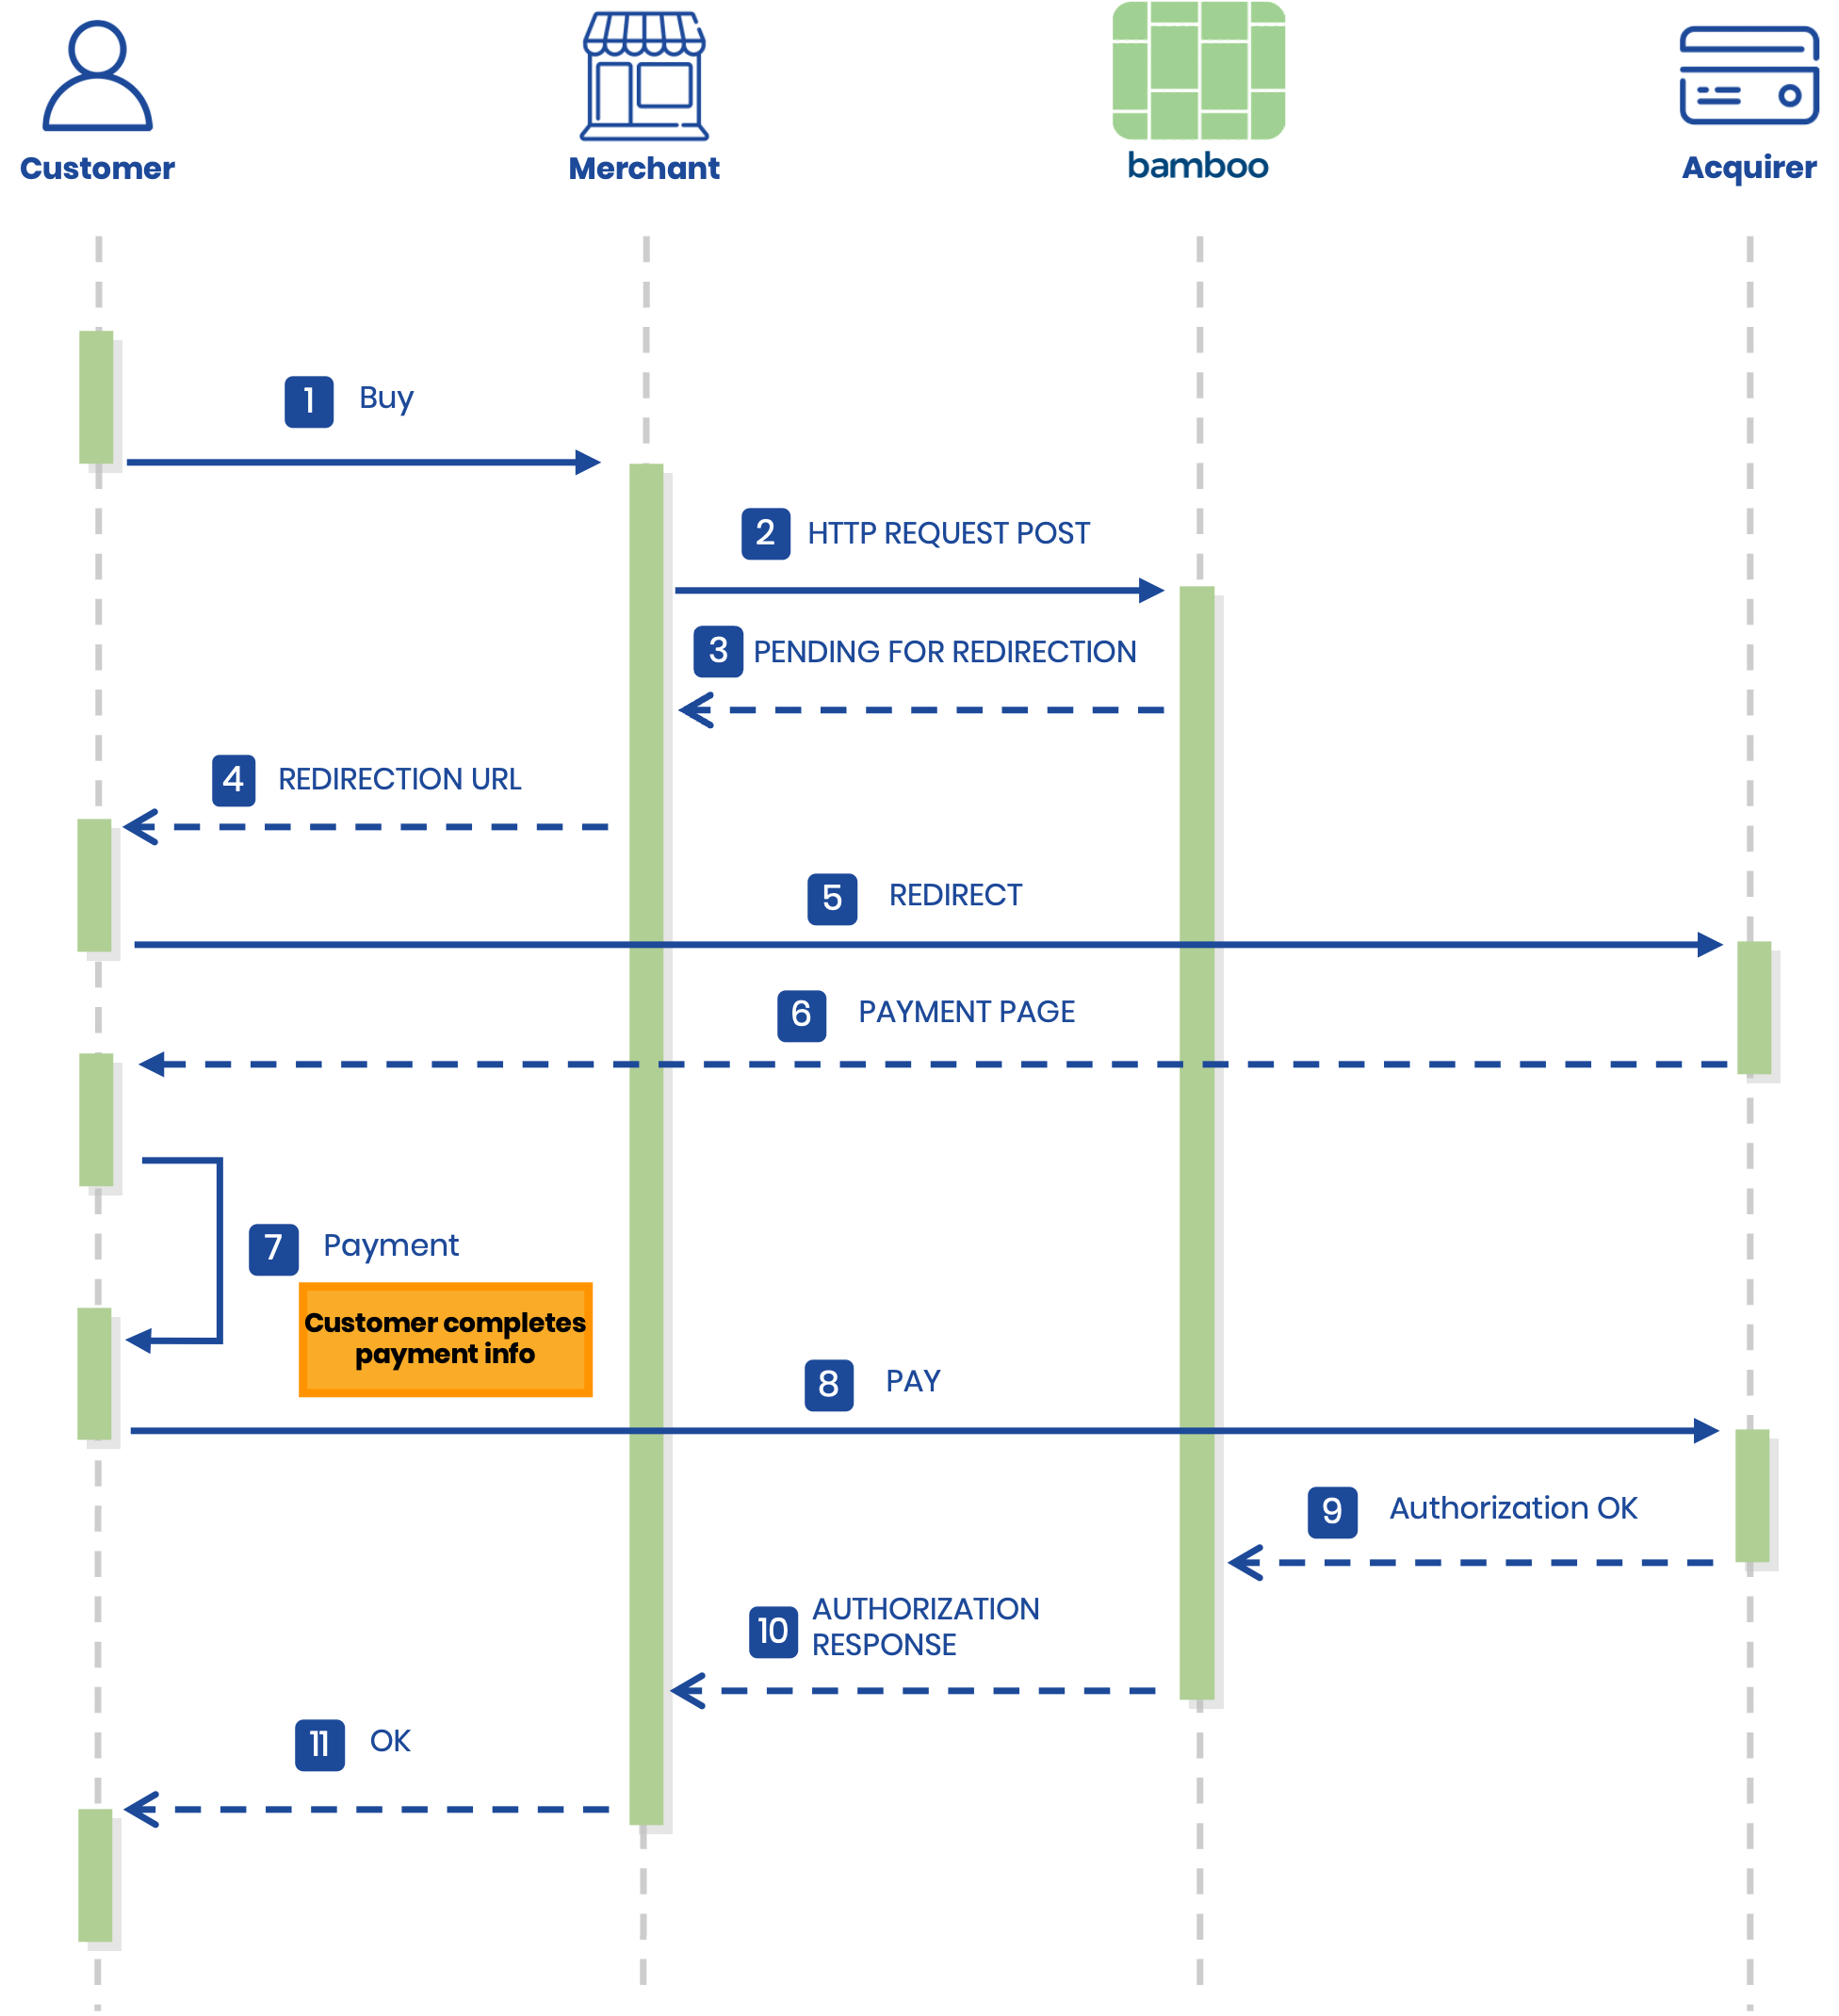 Customer
Merchant
bamboo
Acquirer
1 Buy
2 HTTP REQUEST POST
3 PENDING FOR REDIRECTION
4 REDIRECTION URL
5 REDIRECT
6 PAYMENT PAGE
7 Payment
Customer completes
payment info
8 PAY
9 Authorization OK
10 AUTHORIZATION
RESPONSE
11 OK